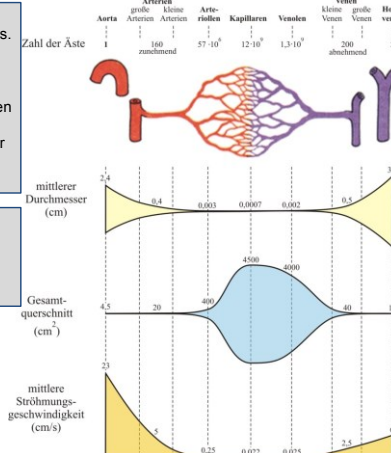 s.
en
r
Arterien
Venen
Aorta
große Arterien
kleine Arterien
Arte-
riolen
Kapillaren
Venolen
kleine Venen
große Venen
Zahl der Äste
1
160
zunehmend
57·10⁶
12·10⁹
1,3·10⁹
200
abnehmend
mittlerer
Durchmesser
(cm)
2,4
0,4
0,003
0,0007
0,002
0,5
Gesamt-
querschnitt
(cm²)
4,5
20
400
4500
4000
40
mittlere
Ströhmungs-
geschwindigkeit
(cm/s)
23
5
0,25
0,022
0,025
2,5